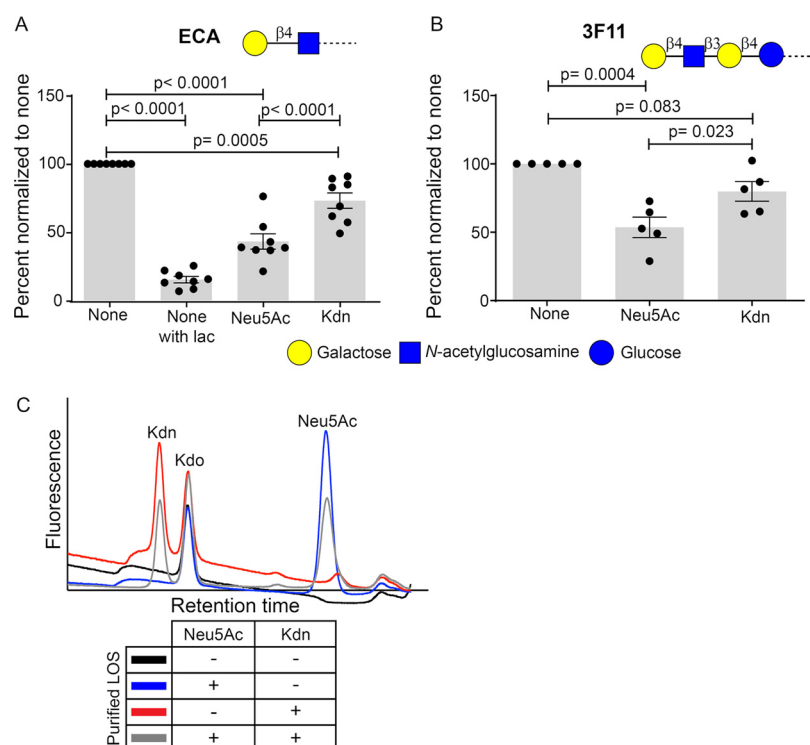 A
ECA
β4
Percent normalized to none
150
100
50
0
p< 0.0001
p< 0.0001
p< 0.0001
p= 0.0005
None
None with lac
Neu5Ac
Kdn
B
3F11
β4
β3
β4
Percent normalized to none
150
100
50
0
p= 0.0004
p= 0.083
p= 0.023
None
Neu5Ac
Kdn
Galactose
N-acetylglucosamine
Glucose
C
Fluorescence
Kdn
Kdo
Neu5Ac
Retention time
Purified LOS
Neu5Ac Kdn
- -
+ -
- +
+ +